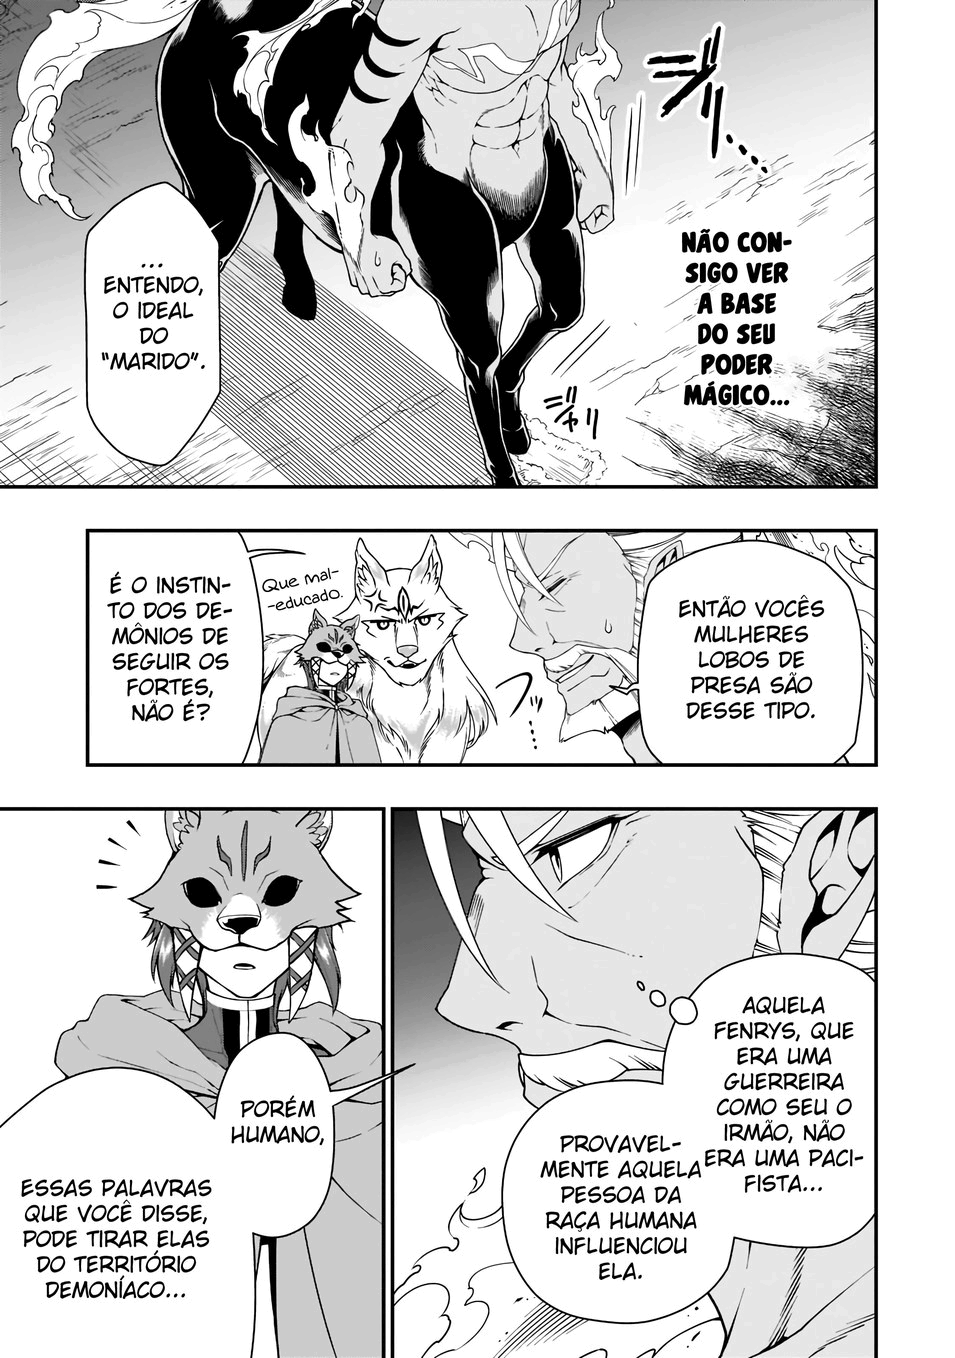 NÃO CON-
SIGO VER
A BASE
DO SEU
PODER
MÁGICO...
...
ENTENDO,
O IDEAL
DO
“MARIDO”.
ヂャリ
ENTÃO VOCÊS
MULHERES
LOBOS DE
PRESA SÃO
DESSE TIPO.
Que mal-
-educado.
É O INSTIN-
TO DOS DE-
MÔNIOS DE
SEGUIR OS
FORTES,
NÃO É?
AQUELA
FENRYS, QUE
ERA UMA
GUERREIRA
COMO SEU O
IRMÃO, NÃO
ERA UMA PACI-
FISTA...
PROVAVEL-
MENTE AQUELA
PESSOA DA
RAÇA HUMANA
INFLUENCIOU
ELA.
PORÉM
HUMANO,
ESSAS PALAVRAS
QUE VOCÊ DISSE,
PODE TIRAR ELAS
DO TERRITÓRIO
DEMONÍACO...